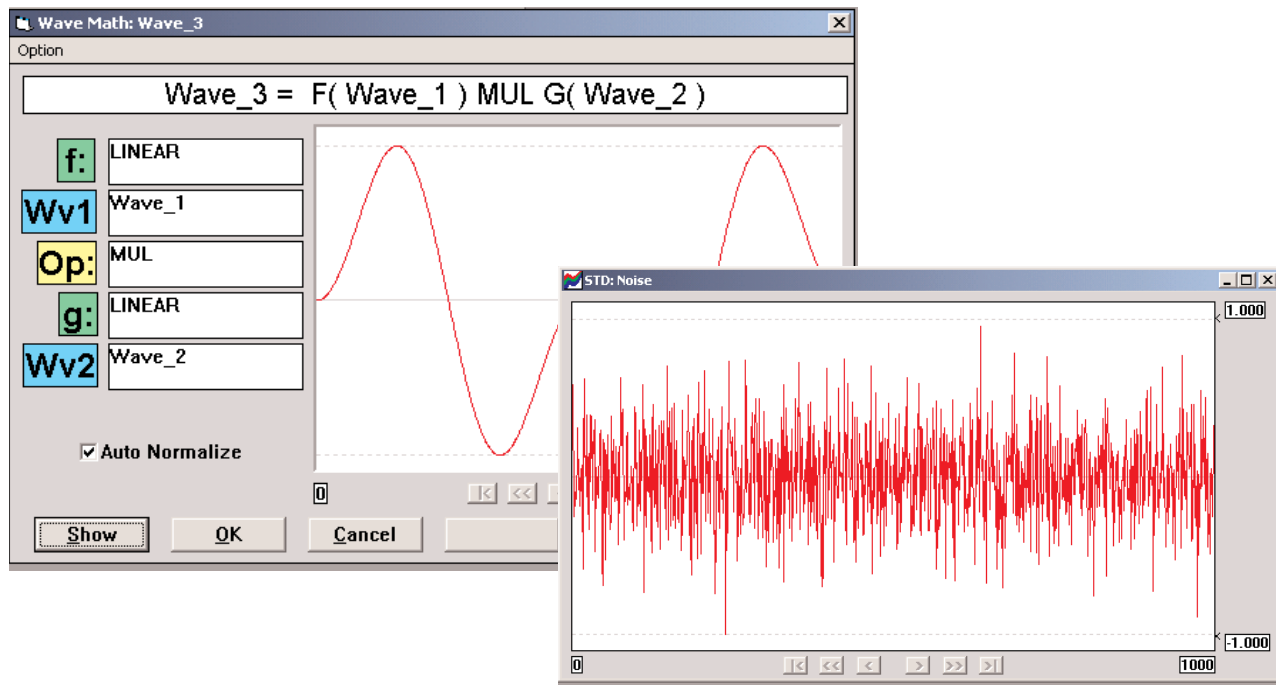 Wave Math: Wave_3
Option
Wave_3 = F( Wave_1 ) MUL G( Wave_2 )
f: LINEAR
Wv1 Wave_1
Op: MUL
g: LINEAR
Wv2 Wave_2
Auto Normalize
0
|< <<
Show OK Cancel
STD: Noise
1.000
-1.000
0 |< << < > >> >| 1000